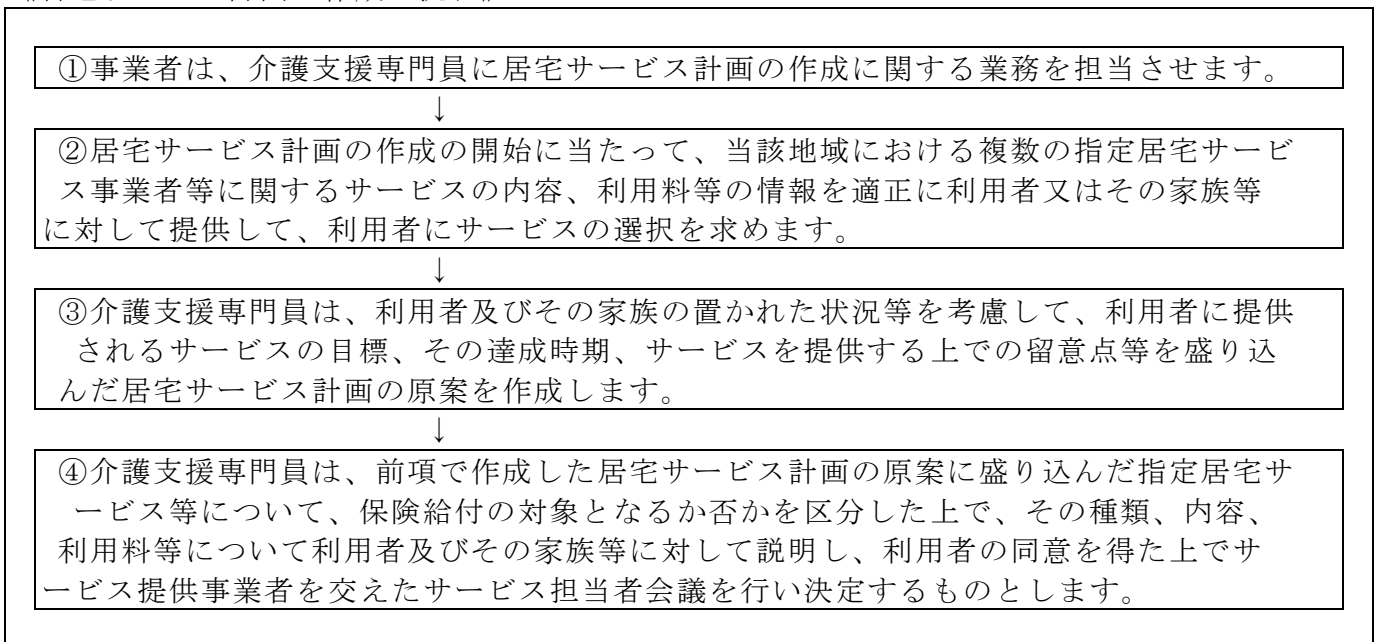 ①事業者は、介護支援専門員に居宅サービス計画の作成に関する業務を担当させます。
↓
②居宅サービス計画の作成の開始に当たって、当該地域における複数の指定居宅サービ
ス事業者等に関するサービスの内容、利用料等の情報を適正に利用者又はその家族等
に対して提供して、利用者にサービスの選択を求めます。
↓
③介護支援専門員は、利用者及びその家族の置かれた状況等を考慮して、利用者に提供
されるサービスの目標、その達成時期、サービスを提供する上での留意点等を盛り込
んだ居宅サービス計画の原案を作成します。
↓
④介護支援専門員は、前項で作成した居宅サービス計画の原案に盛り込んだ指定居宅サ
ービス等について、保険給付の対象となるか否かを区分した上で、その種類、内容、
利用料等について利用者及びその家族等に対して説明し、利用者の同意を得た上でサ
ービス提供事業者を交えたサービス担当者会議を行い決定するものとします。